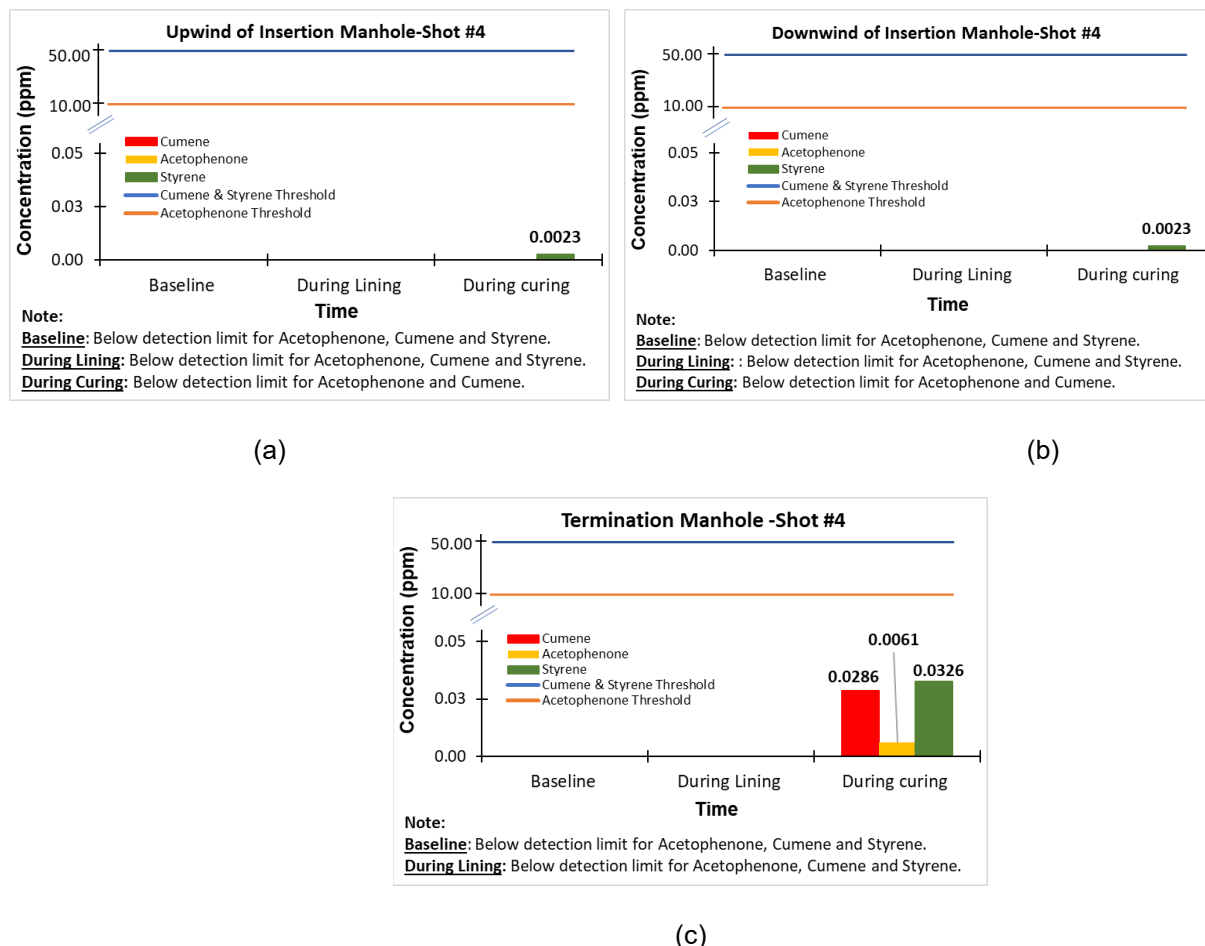 Upwind of Insertion Manhole-Shot #4
Concentration (ppm)
50.00
10.00
0.05
0.03
0.00
Cumene
Acetophenone
Styrene
Cumene & Styrene Threshold
Acetophenone Threshold
0.0023
Baseline
During Lining
During curing
Time
Note:
Baseline: Below detection limit for Acetophenone, Cumene and Styrene.
During Lining: Below detection limit for Acetophenone, Cumene and Styrene.
During Curing: Below detection limit for Acetophenone and Cumene.
(a)
Downwind of Insertion Manhole-Shot #4
Concentration (ppm)
50.00
10.00
0.05
0.03
0.00
Cumene
Acetophenone
Styrene
Cumene & Styrene Threshold
Acetophenone Threshold
0.0023
Baseline
During Lining
During curing
Time
Note:
Baseline: Below detection limit for Acetophenone, Cumene and Styrene.
During Lining: : Below detection limit for Acetophenone, Cumene and Styrene.
During Curing: Below detection limit for Acetophenone and Cumene.
(b)
Termination Manhole -Shot #4
Concentration (ppm)
50.00
10.00
0.05
0.03
0.00
Cumene
Acetophenone
Styrene
Cumene & Styrene Threshold
Acetophenone Threshold
0.0286
0.0061
0.0326
Baseline
During Lining
During curing
Time
Note:
Baseline: Below detection limit for Acetophenone, Cumene and Styrene.
During Lining: Below detection limit for Acetophenone, Cumene and Styrene.
(c)